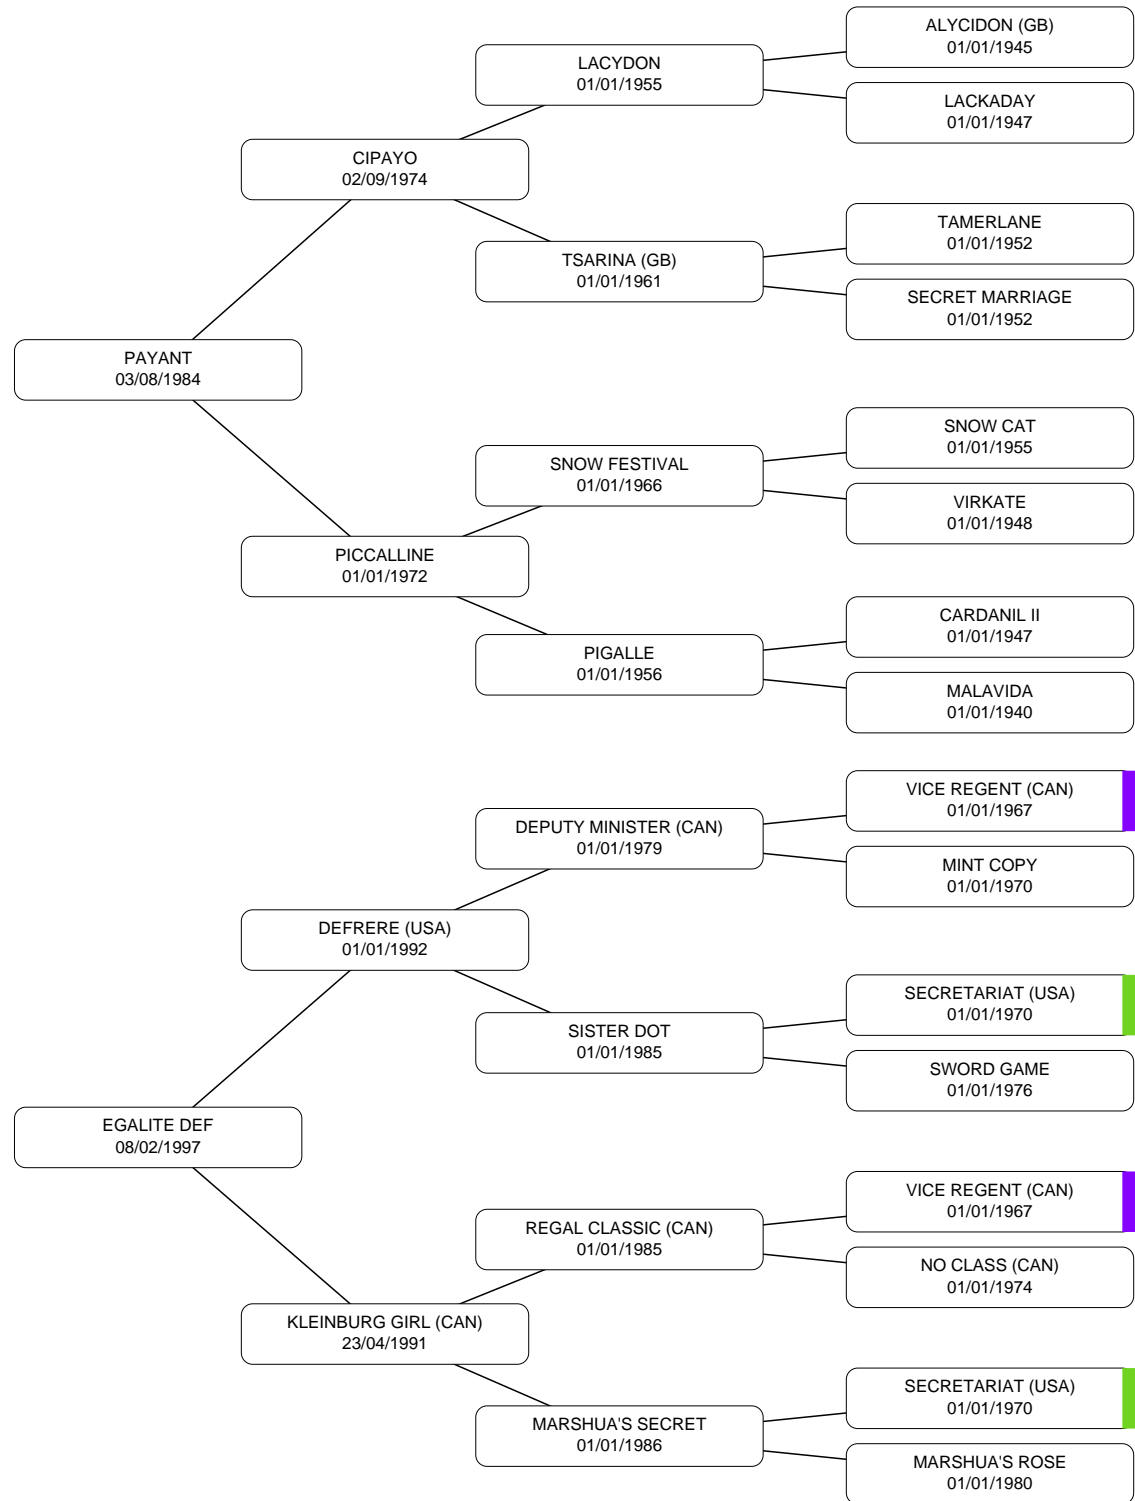 ALYCIDON (GB)
01/01/1945
LACYDON
01/01/1955
LACKADAY
01/01/1947
CIPAYO
02/09/1974
TAMERLANE
01/01/1952
TSARINA (GB)
01/01/1961
SECRET MARRIAGE
01/01/1952
PAYANT
03/08/1984
SNOW CAT
01/01/1955
SNOW FESTIVAL
01/01/1966
VIRKATE
01/01/1948
PICCALLINE
01/01/1972
CARDANIL II
01/01/1947
PIGALLE
01/01/1956
MALAVIDA
01/01/1940
VICE REGENT (CAN)
01/01/1967
DEPUTY MINISTER (CAN)
01/01/1979
MINT COPY
01/01/1970
DEFRERE (USA)
01/01/1992
SECRETARIAT (USA)
01/01/1970
SISTER DOT
01/01/1985
SWORD GAME
01/01/1976
EGALITE DEF
08/02/1997
VICE REGENT (CAN)
01/01/1967
REGAL CLASSIC (CAN)
01/01/1985
NO CLASS (CAN)
01/01/1974
KLEINBURG GIRL (CAN)
23/04/1991
SECRETARIAT (USA)
01/01/1970
MARSHUA'S SECRET
01/01/1986
MARSHUA'S ROSE
01/01/1980